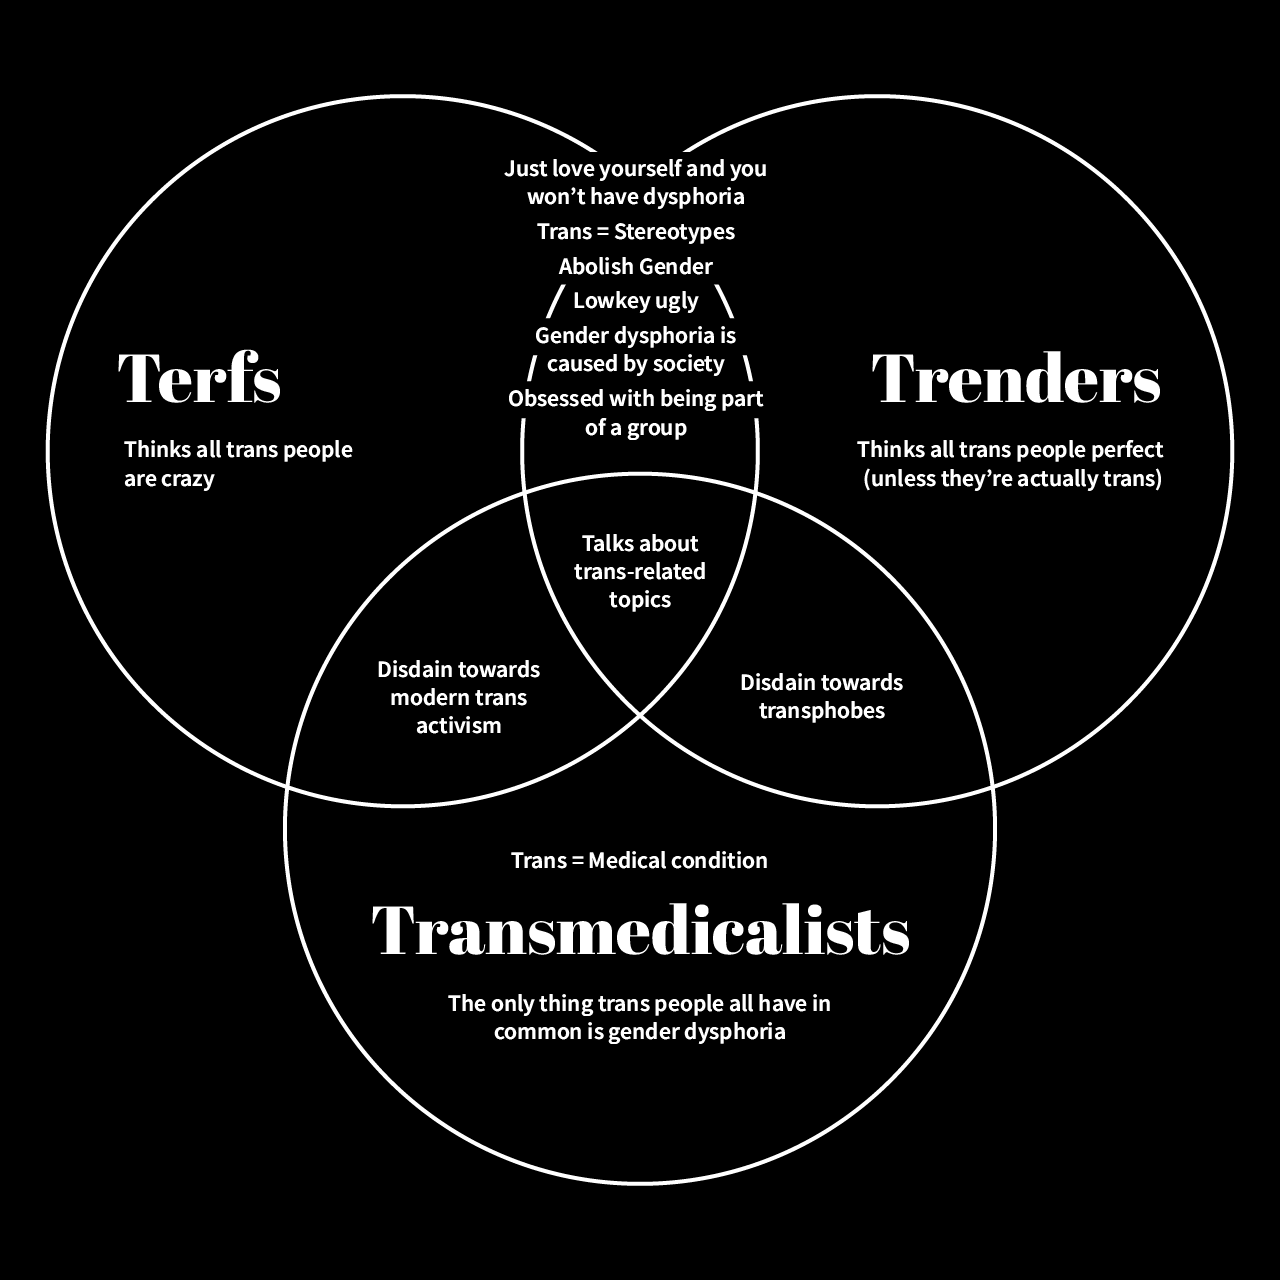 Just love yourself and you
won’t have dysphoria
Trans = Stereotypes
Abolish Gender
Lowkey ugly
Gender dysphoria is
caused by society
Obsessed with being part
of a group
Terfs
Thinks all trans people
are crazy
Trenders
Thinks all trans people perfect
(unless they’re actually trans)
Talks about
trans-related
topics
Disdain towards
modern trans
activism
Disdain towards
transphobes
Trans = Medical condition
Transmedicalists
The only thing trans people all have in
common is gender dysphoria